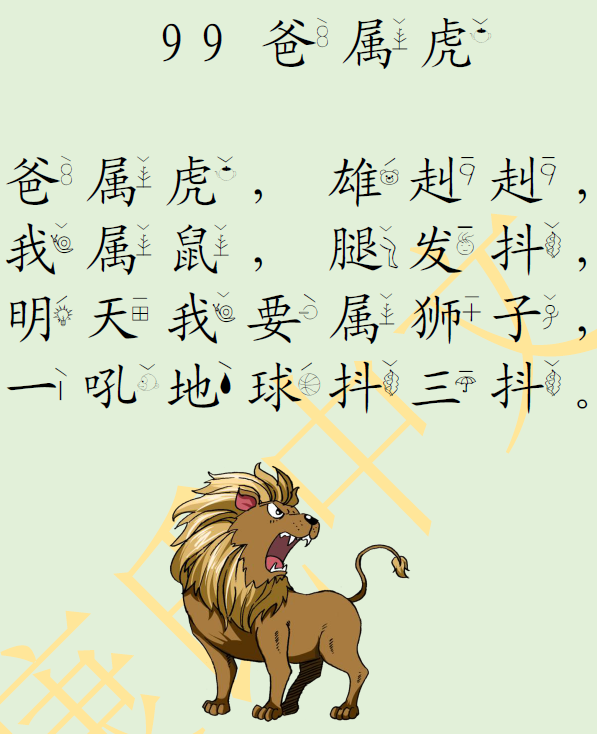 99 爸属虎
爸属虎，雄赳赳，
我属鼠，腿发抖，
明天我要属狮子，
一吼地球抖三抖。